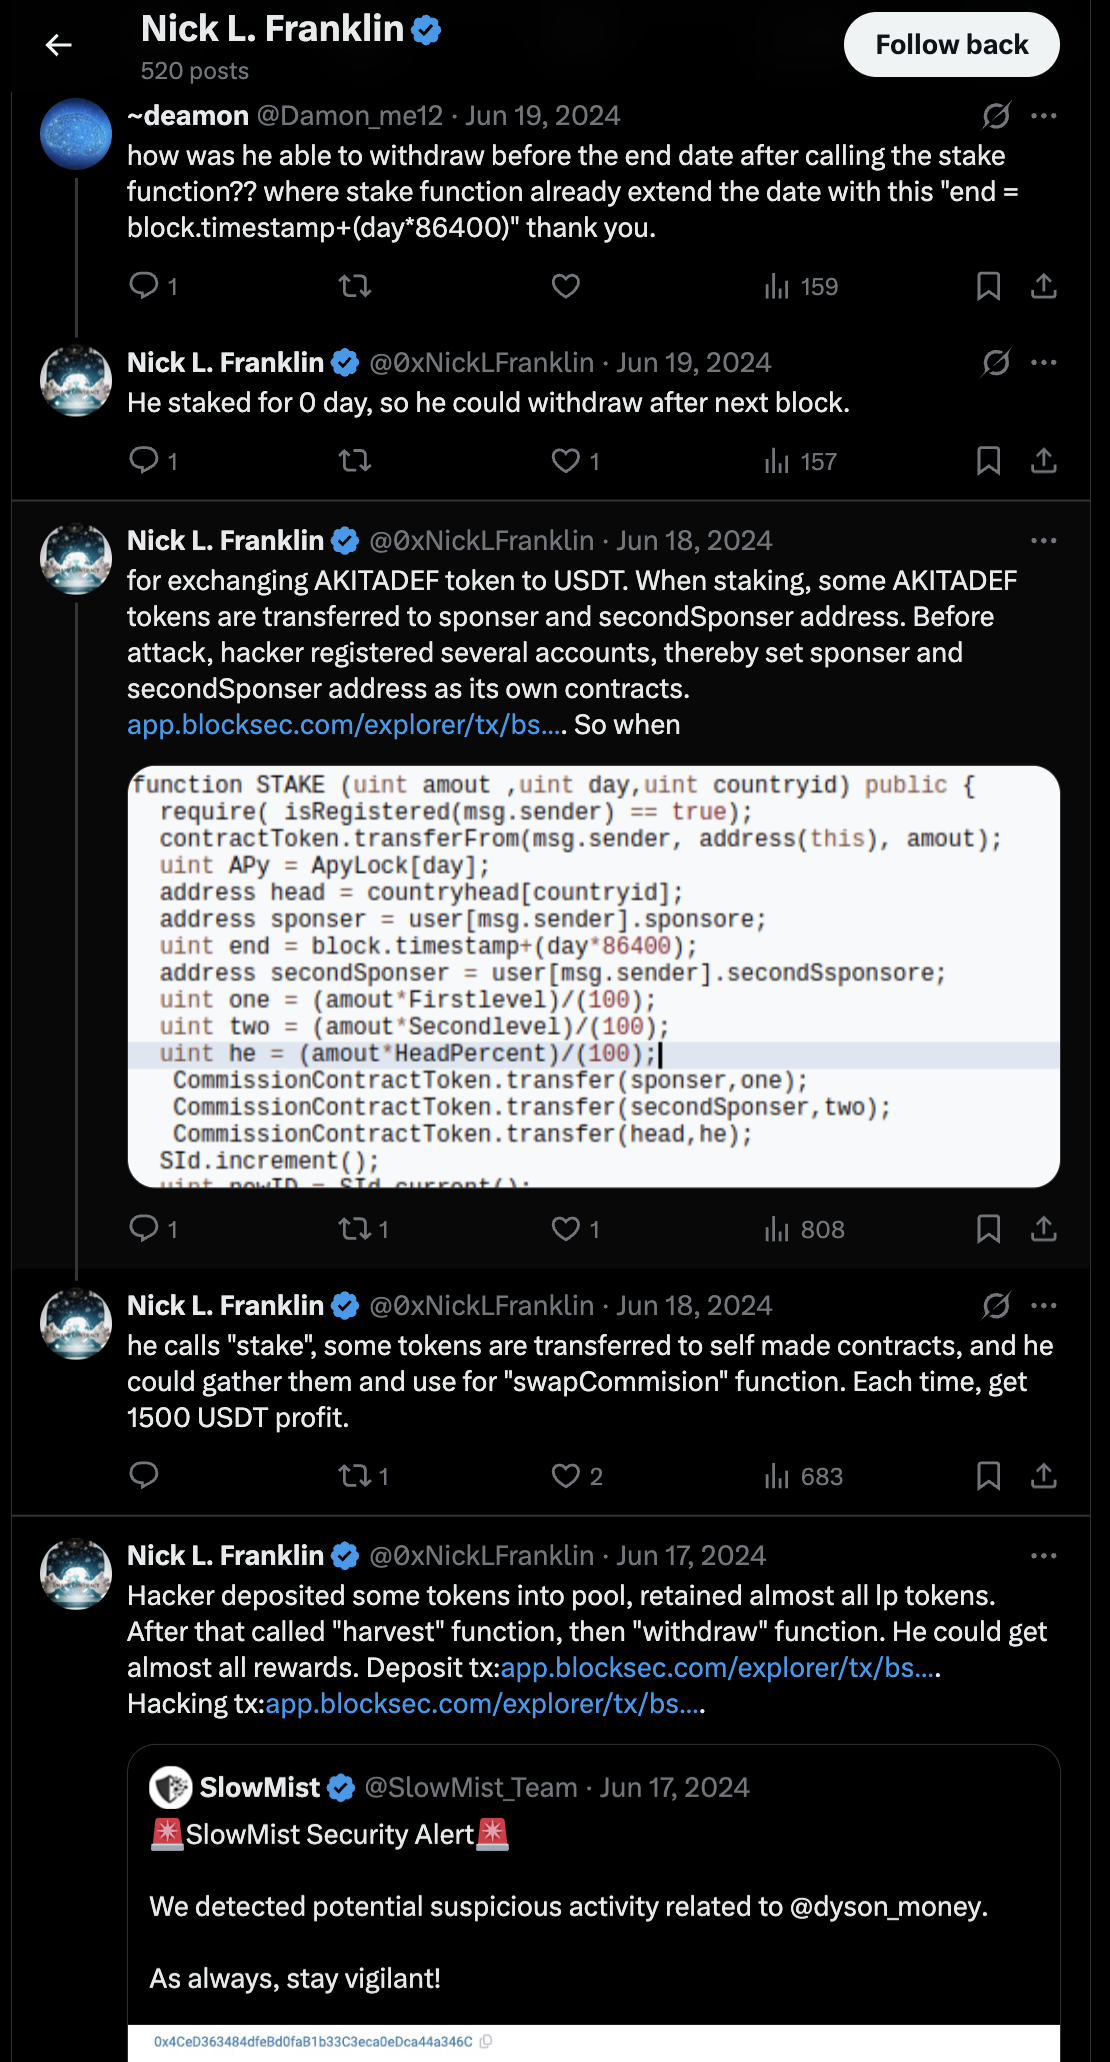 Nick L. Franklin
520 posts
Follow back
~deamon @Damon_me12 · Jun 19, 2024
how was he able to withdraw before the end date after calling the stake
function?? where stake function already extend the date with this "end =
block.timestamp+(day*86400)" thank you.
1 159
Nick L. Franklin @0xNickLFranklin · Jun 19, 2024
He staked for 0 day, so he could withdraw after next block.
1 1 157
Nick L. Franklin @0xNickLFranklin · Jun 18, 2024
for exchanging AKITADEF token to USDT. When staking, some AKITADEF
tokens are transferred to sponser and secondSponser address. Before
attack, hacker registered several accounts, thereby set sponser and
secondSponser address as its own contracts.
app.blocksec.com/explorer/tx/bs.... So when
function STAKE (uint amout ,uint day,uint countryid) public {
require( isRegistered(msg.sender) == true);
contractToken.transferFrom(msg.sender, address(this), amout);
uint APy = ApyLock[day];
address head = countryhead[countryid];
address sponser = user[msg.sender].sponsore;
uint end = block.timestamp+(day*86400);
address secondSponser = user[msg.sender].secondSsponsore;
uint one = (amout*Firstlevel)/(100);
uint two = (amout*Secondlevel)/(100);
uint he = (amout*HeadPercent)/(100);
CommissionContractToken.transfer(sponser,one);
CommissionContractToken.transfer(secondSponser,two);
CommissionContractToken.transfer(head,he);
SId.increment();
uint nowID = SId.current();
1 1 1 808
Nick L. Franklin @0xNickLFranklin · Jun 18, 2024
he calls "stake", some tokens are transferred to self made contracts, and he
could gather them and use for "swapCommision" function. Each time, get
1500 USDT profit.
1 2 683
Nick L. Franklin @0xNickLFranklin · Jun 17, 2024
Hacker deposited some tokens into pool, retained almost all lp tokens.
After that called "harvest" function, then "withdraw" function. He could get
almost all rewards. Deposit tx:app.blocksec.com/explorer/tx/bs....
Hacking tx:app.blocksec.com/explorer/tx/bs....
SlowMist @SlowMist_Team · Jun 17, 2024
🚨SlowMist Security Alert🚨
We detected potential suspicious activity related to @dyson_money.
As always, stay vigilant!
0x4CeD363484dfeBd0faB1b33C3eca0eDca44a346C